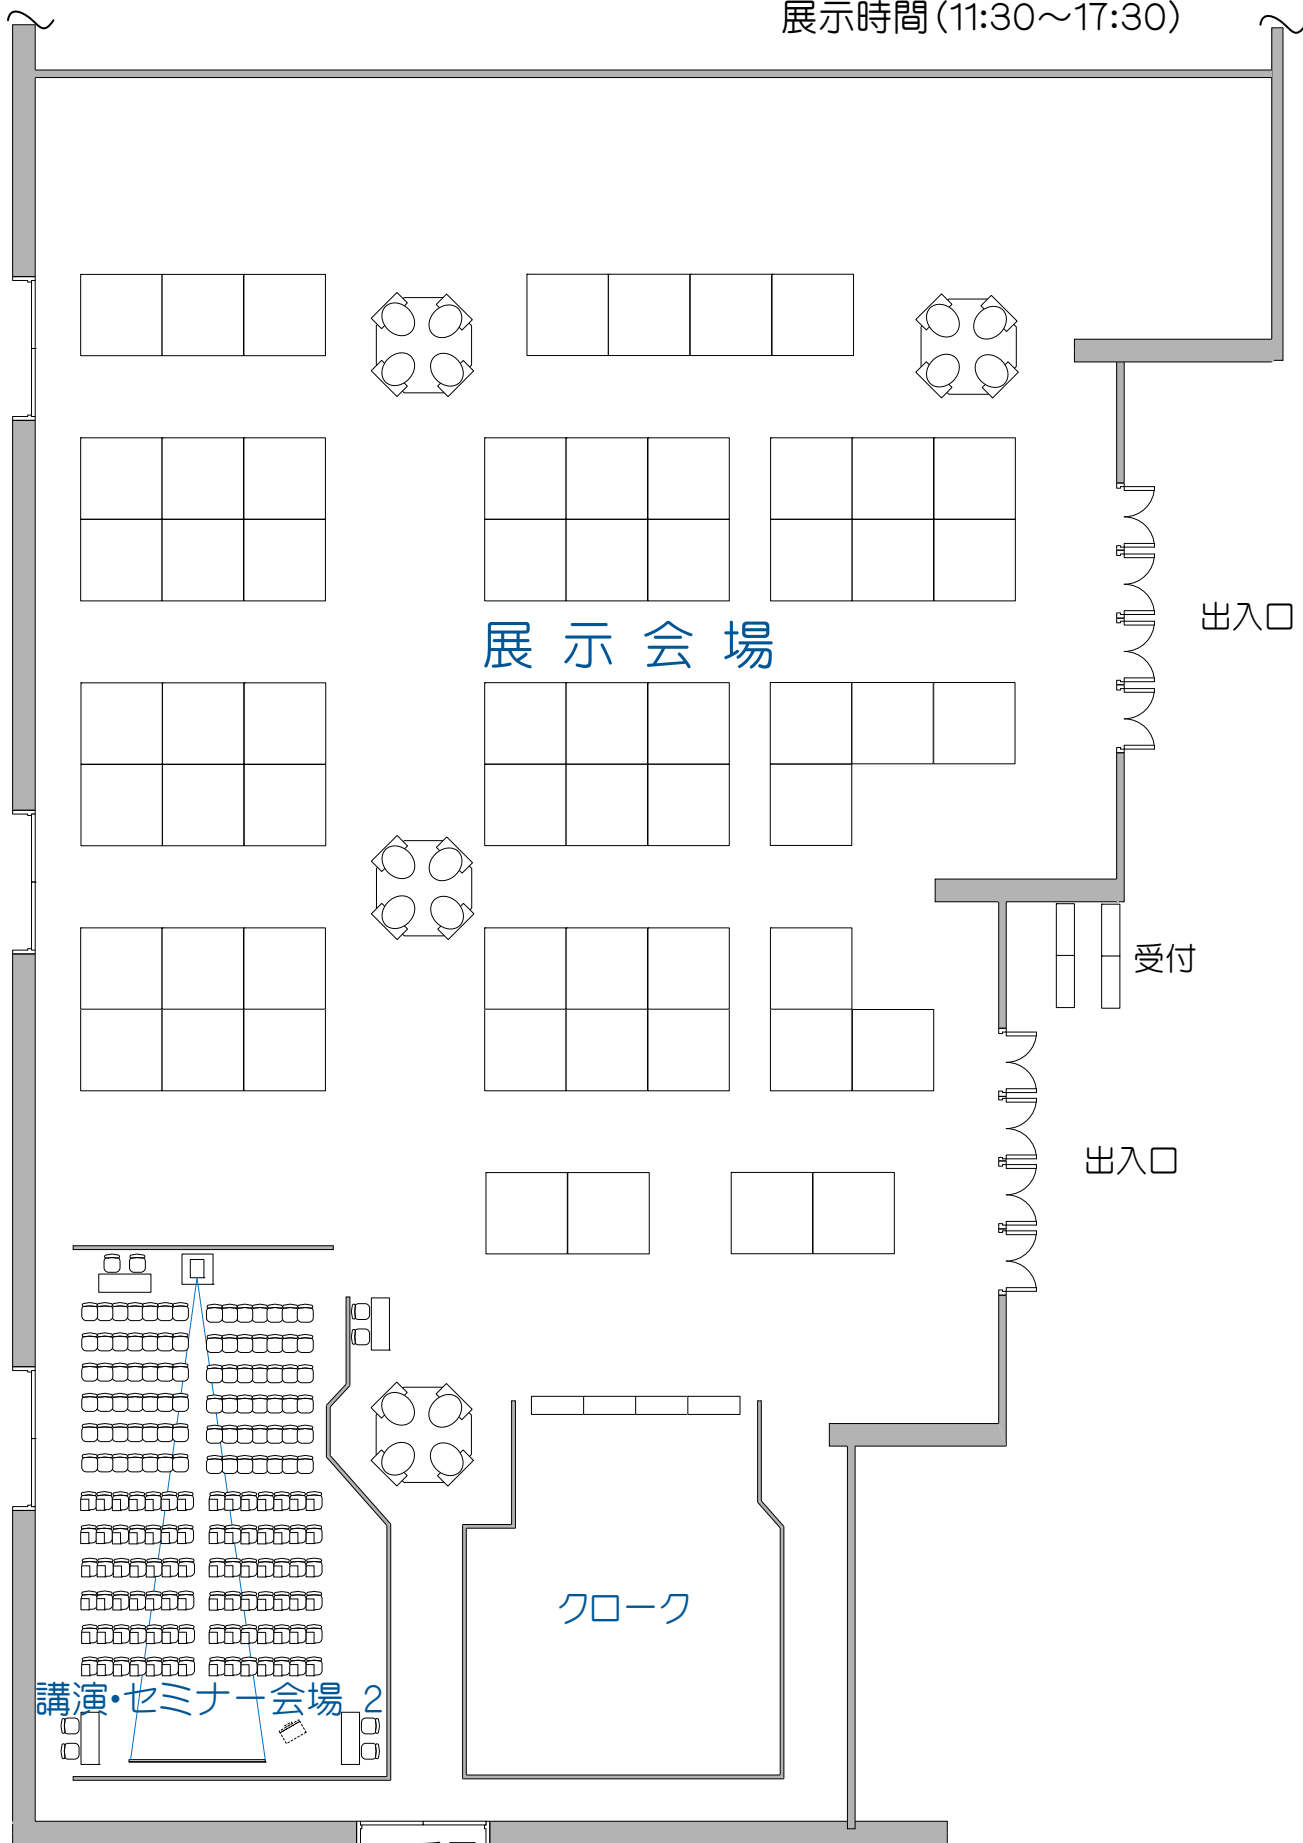 展示時間(11:30〜17:30)
出入口
展示会場
受付
出入口
クローク
講演・セミナー会場 2